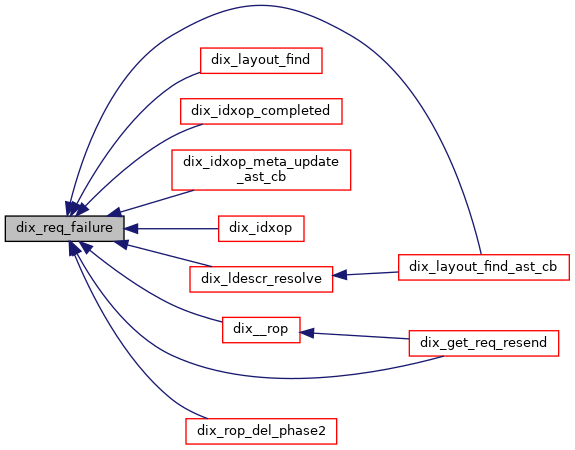 dix_layout_find
dix_idxop_completed
dix_idxop_meta_update
_ast_cb
dix_req_failure
dix_idxop
dix_layout_find_ast_cb
dix_ldescr_resolve
dix__rop
dix_get_req_resend
dix_rop_del_phase2